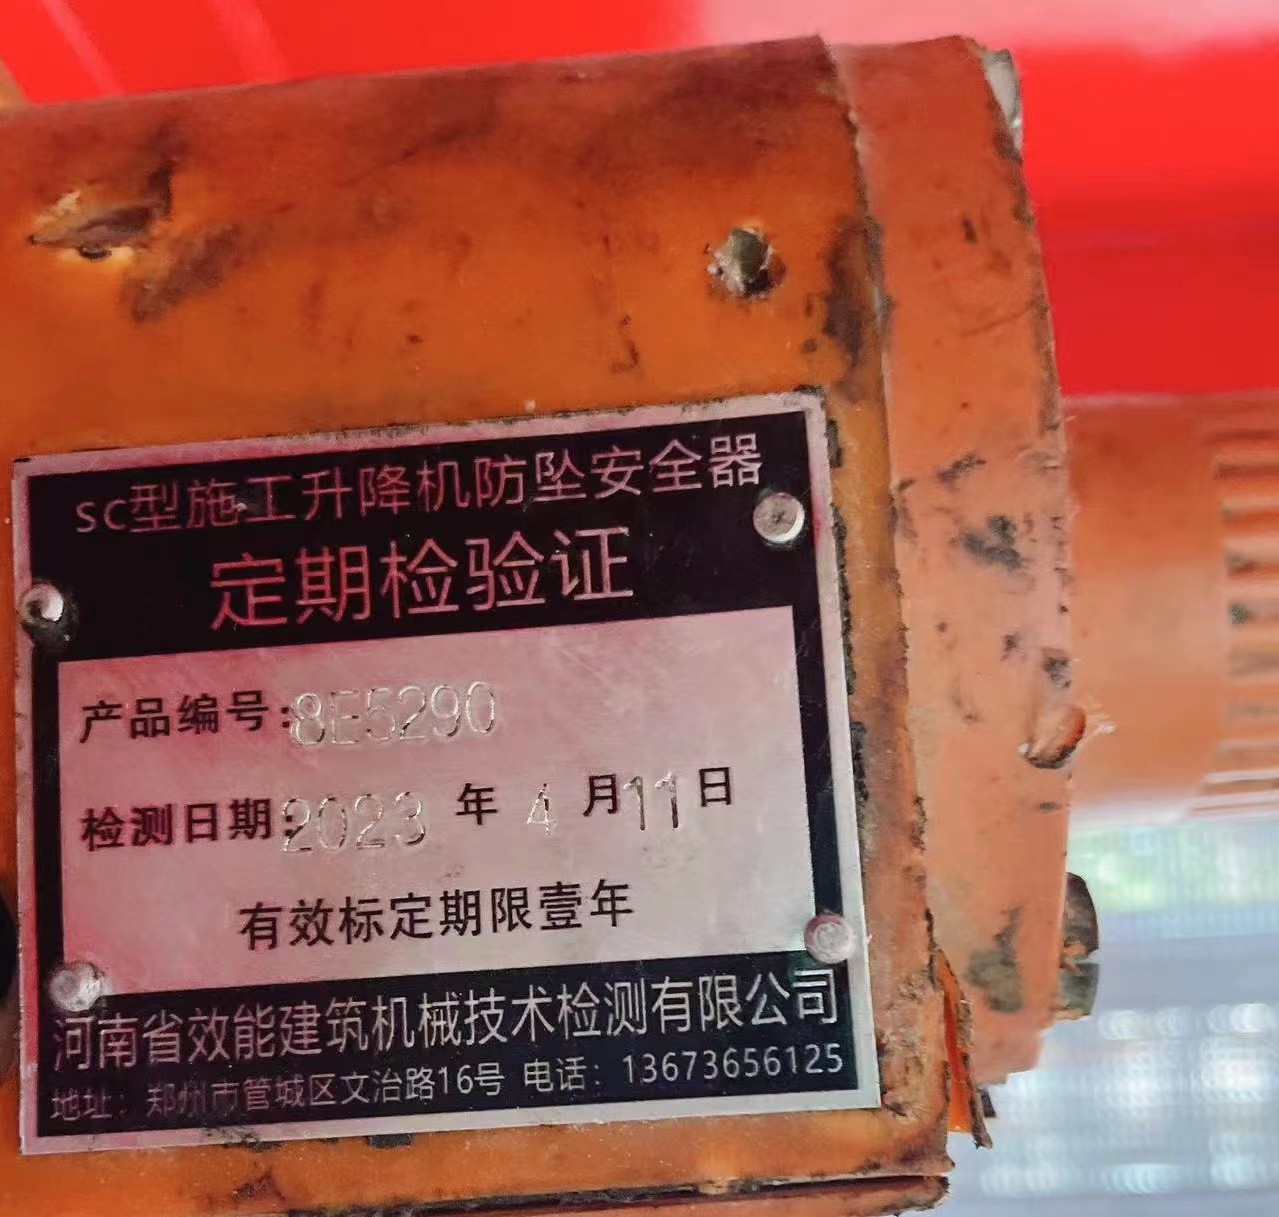 SC型施工升降机防坠安全器
定期检验证
产品编号:8E5290
检测日期:2023 年 4 月 11 日
有效标定期限壹年
河南省效能建筑机械技术检测有限公司
地址：郑州市管城区文治路16号 电话：13673656125